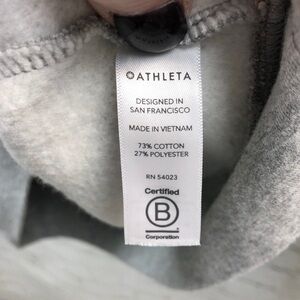 ATHLETA
DESIGNED IN
SAN FRANCISCO
MADE IN VIETNAM
73% COTTON
27% POLYESTER
RN 54023
Certified
B
Corporation